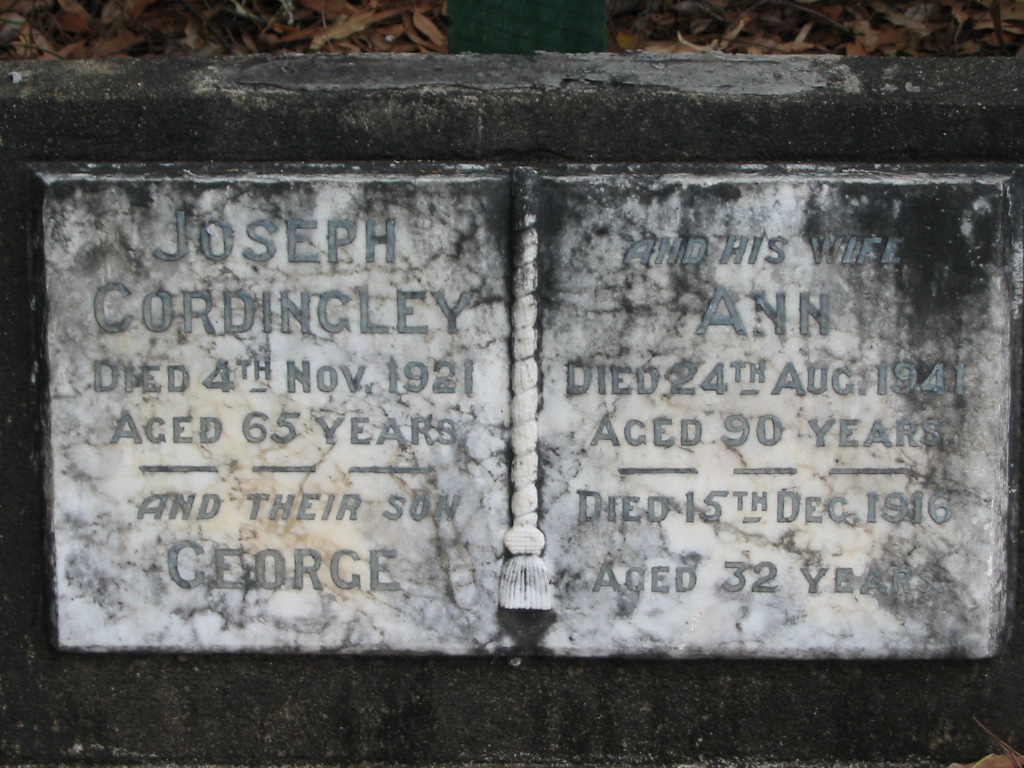 JOSEPH
CORDINGLEY
DIED 4TH NOV. 1921
AGED 65 YEARS
AND THEIR SON
GEORGE
AND HIS WIFE
ANN
DIED 24TH AUG. 1941
AGED 90 YEARS
DIED 15TH DEC. 1916
AGED 32 YEARS